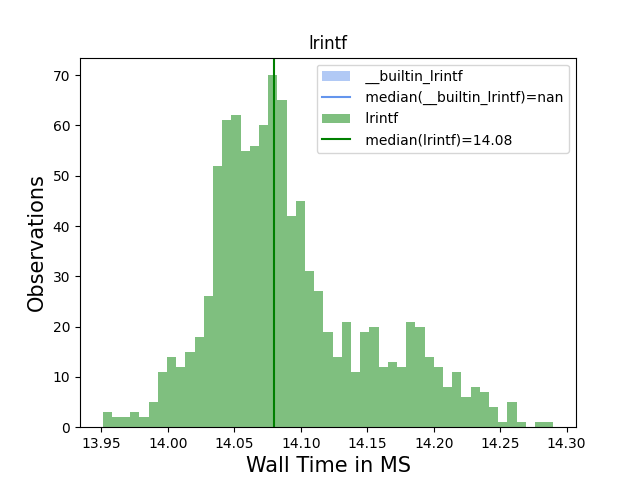 lrintf
__builtin_lrintf
median(__builtin_lrintf)=nan
lrintf
median(lrintf)=14.08
Observations
70
60
50
40
30
20
10
0
13.95 14.00 14.05 14.10 14.15 14.20 14.25 14.30
Wall Time in MS